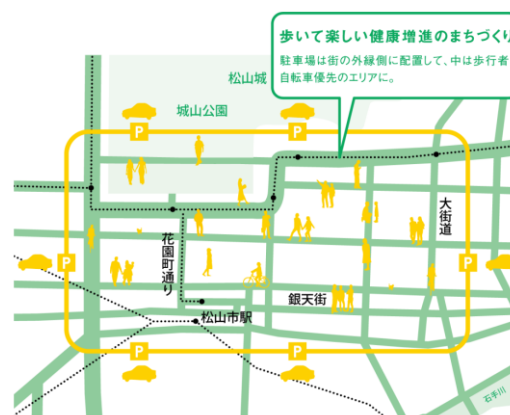 歩いて楽しい健康増進のまちづくり
駐車場は街の外縁側に配置して、中は歩行者
自転車優先のエリアに。
松山城
城山公園
P
P
大街道
花園町通り
P
P
銀天街
松山市駅
P
P
石手川